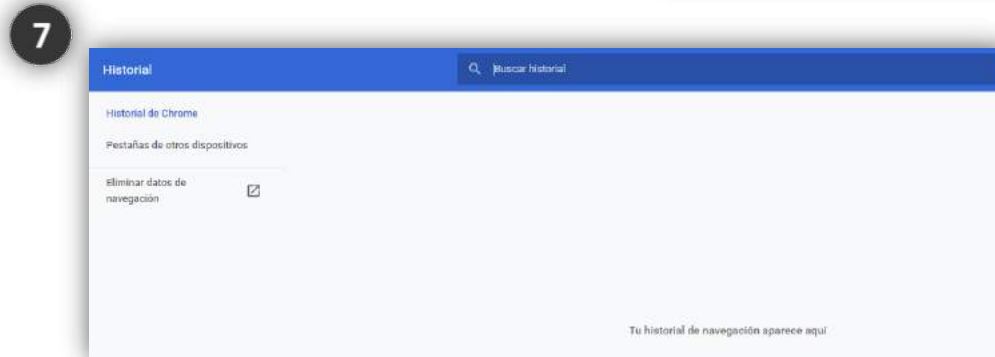 7
Historial
Buscar historial
Historial de Chrome
Pestañas de otros dispositivos
Eliminar datos de
navegación
Tu historial de navegación aparece aquí